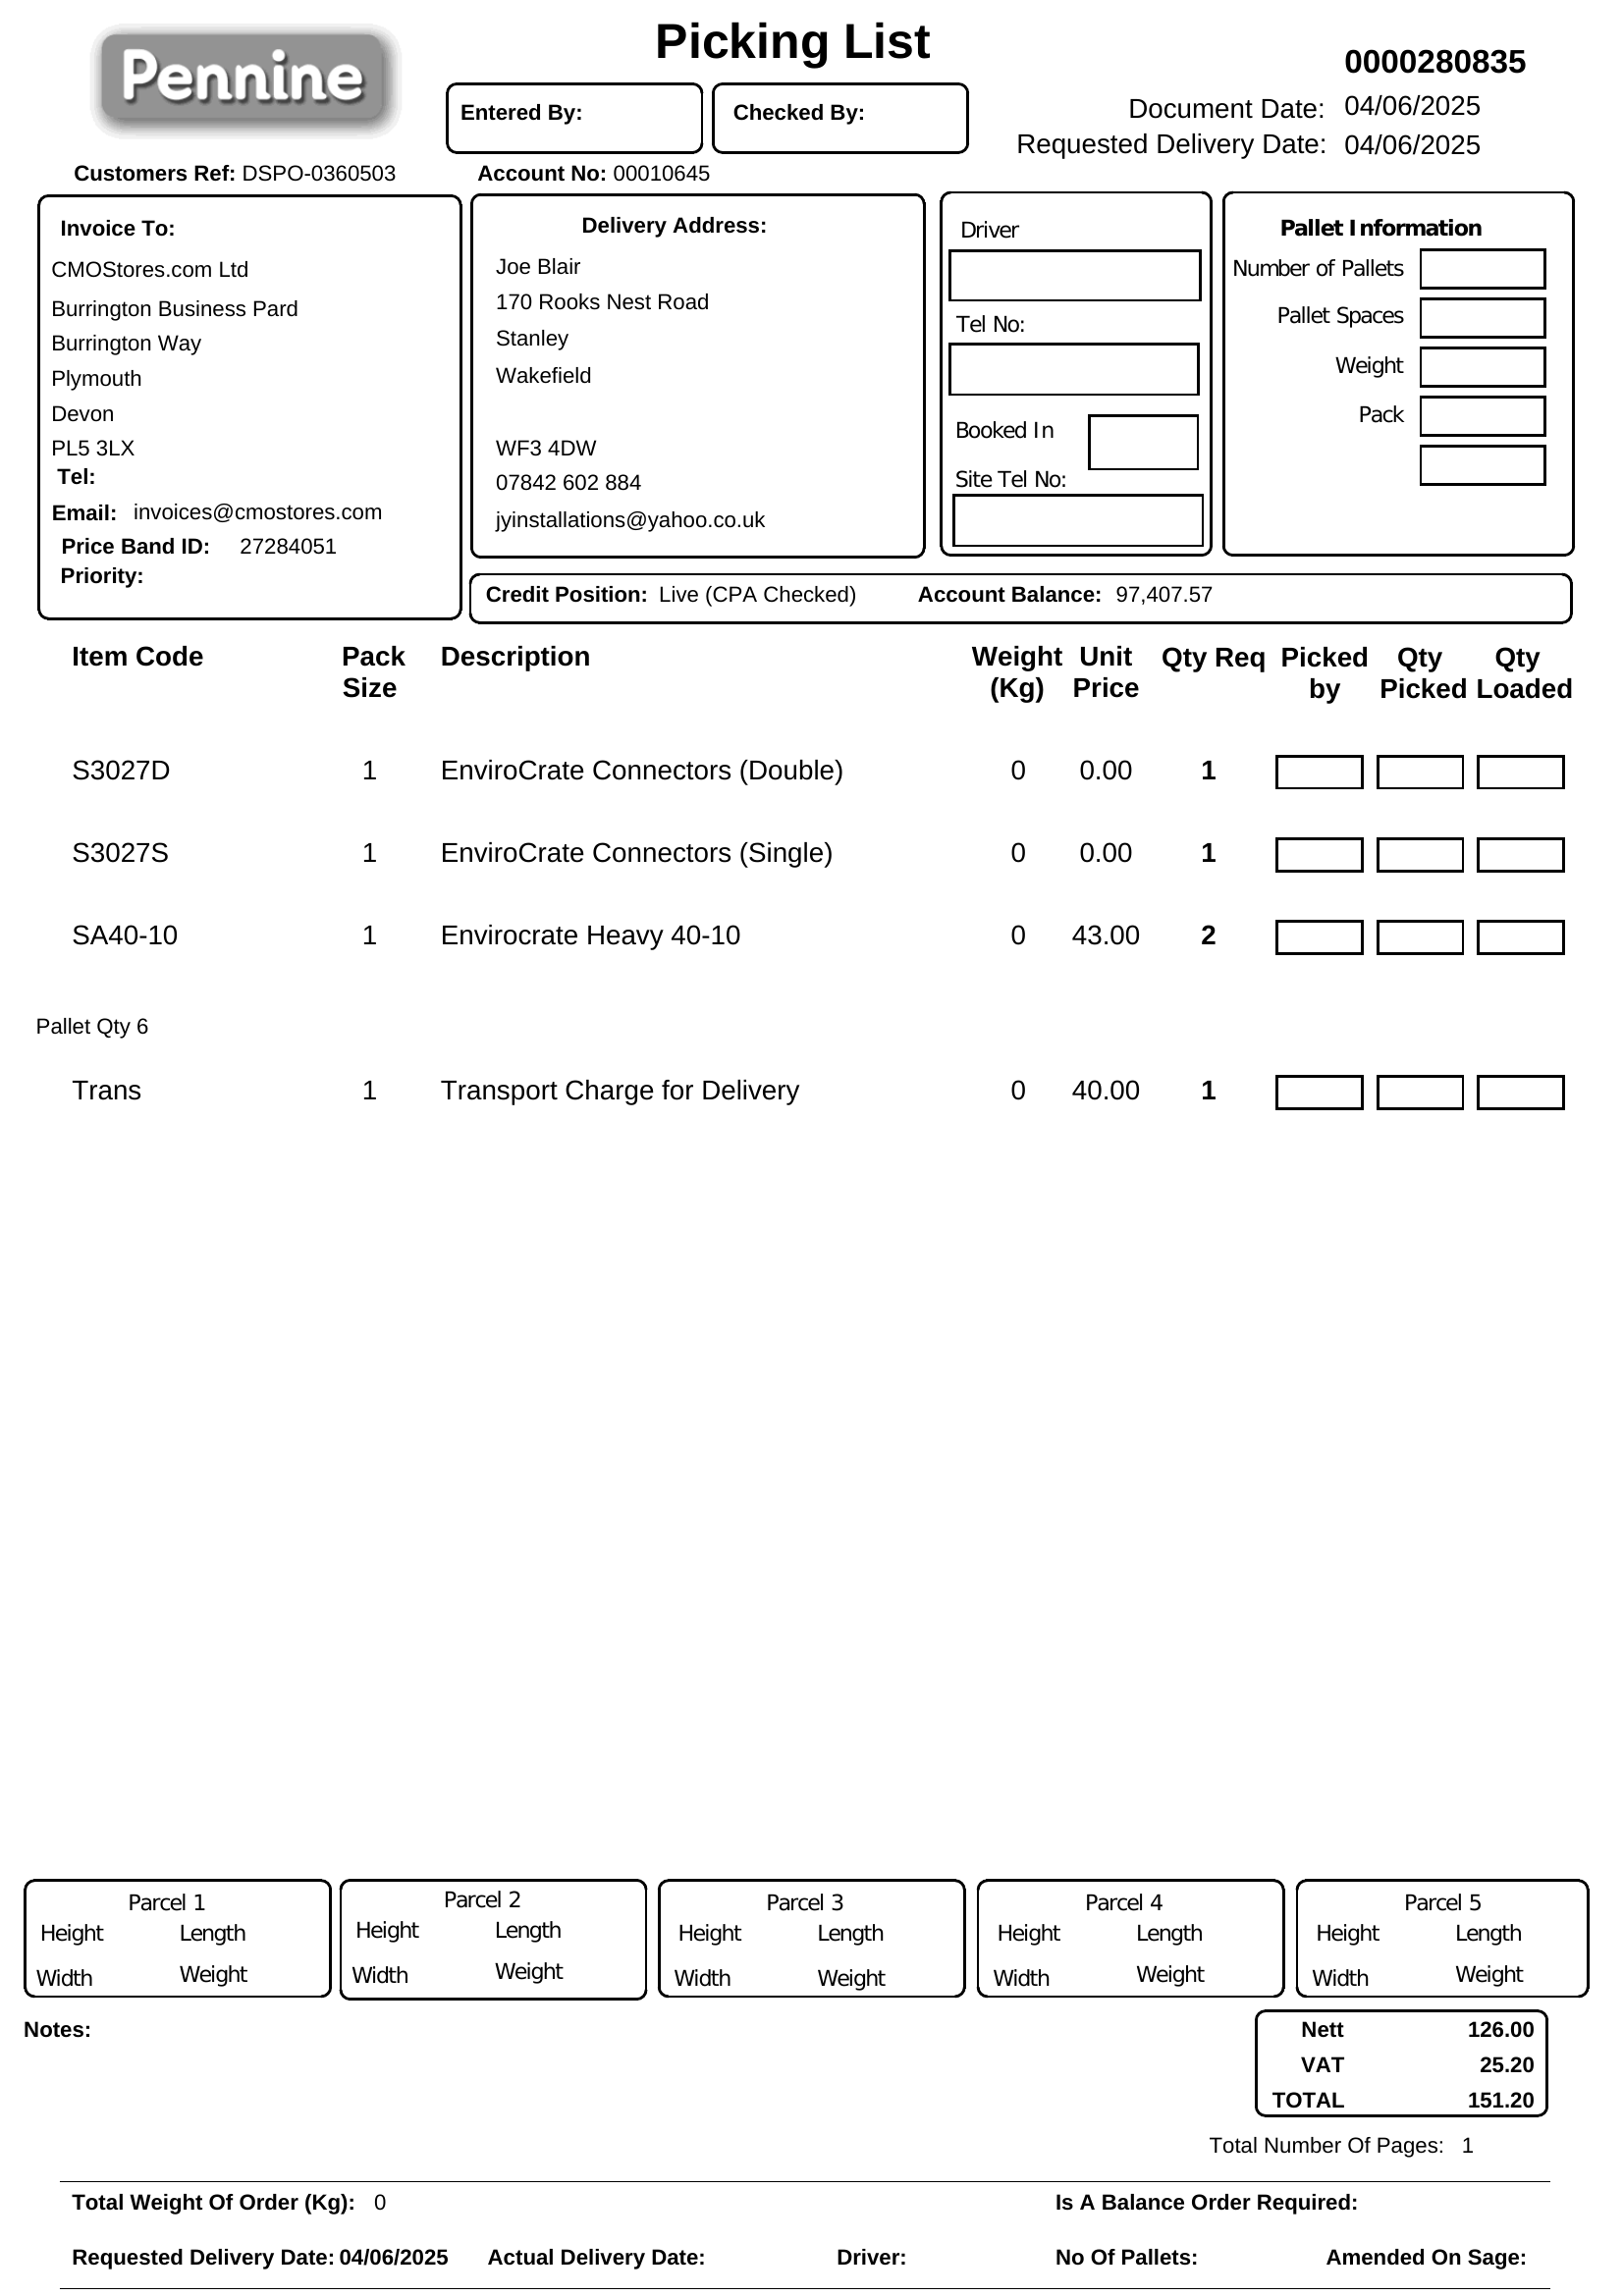 Pennine
Picking List
0000280835
Entered By:
Checked By:
Document Date: 04/06/2025
Requested Delivery Date: 04/06/2025
Customers Ref: DSPO-0360503
Account No: 00010645
Invoice To:
CMOStores.com Ltd
Burrington Business Pard
Burrington Way
Plymouth
Devon
PL5 3LX
Tel:
Email: invoices@cmostores.com
Price Band ID: 27284051
Priority:
Delivery Address:
Joe Blair
170 Rooks Nest Road
Stanley
Wakefield
WF3 4DW
07842 602 884
jyinstallations@yahoo.co.uk
Driver
Tel No:
Booked In
Site Tel No:
Pallet Information
Number of Pallets
Pallet Spaces
Weight
Pack
Credit Position: Live (CPA Checked) Account Balance: 97,407.57
Item Code Pack Size Description Weight (Kg) Unit Price Qty Req Picked by Qty Picked Qty Loaded
S3027D 1 EnviroCrate Connectors (Double) 0 0.00 1
S3027S 1 EnviroCrate Connectors (Single) 0 0.00 1
SA40-10 1 Envirocrate Heavy 40-10 0 43.00 2
Pallet Qty 6
Trans 1 Transport Charge for Delivery 0 40.00 1
Parcel 1
Height Length
Width Weight
Parcel 2
Height Length
Width Weight
Parcel 3
Height Length
Width Weight
Parcel 4
Height Length
Width Weight
Parcel 5
Height Length
Width Weight
Notes:
Nett 126.00
VAT 25.20
TOTAL 151.20
Total Number Of Pages: 1
Total Weight Of Order (Kg): 0 Is A Balance Order Required:
Requested Delivery Date: 04/06/2025 Actual Delivery Date: Driver: No Of Pallets: Amended On Sage: